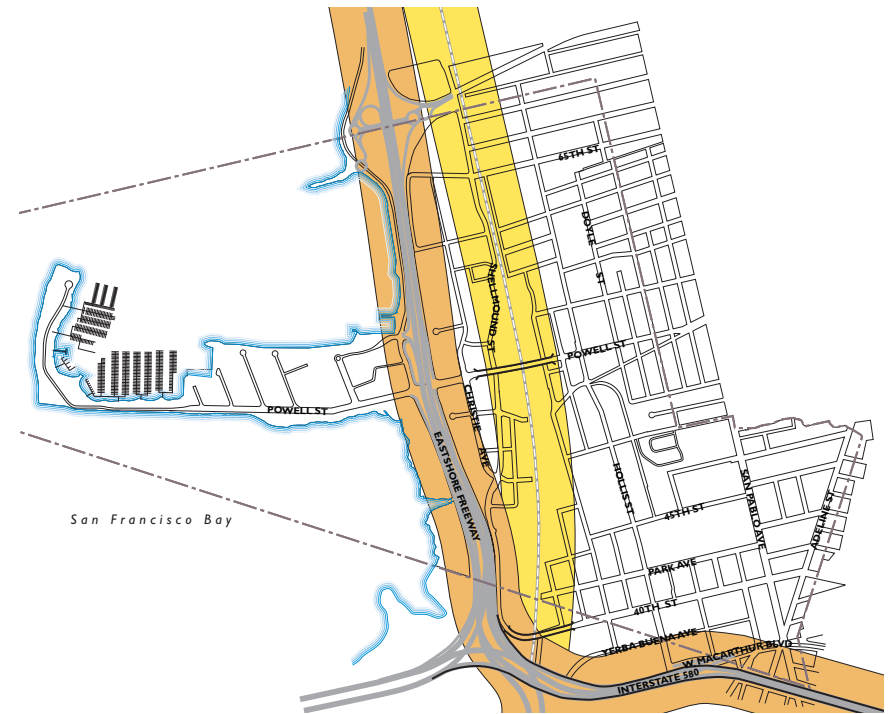 65TH ST
DOYLE ST
SHELLMOUND ST
POWELL ST
CHRISTIE AVE
POWELL ST
EASTSHORE FREEWAY
HOLLIS ST
SAN PABLO AVE
ADELINE ST
45TH ST
San Francisco Bay
PARK AVE
40TH ST
YERBA BUENA AVE
W MACARTHUR BLVD
INTERSTATE 580